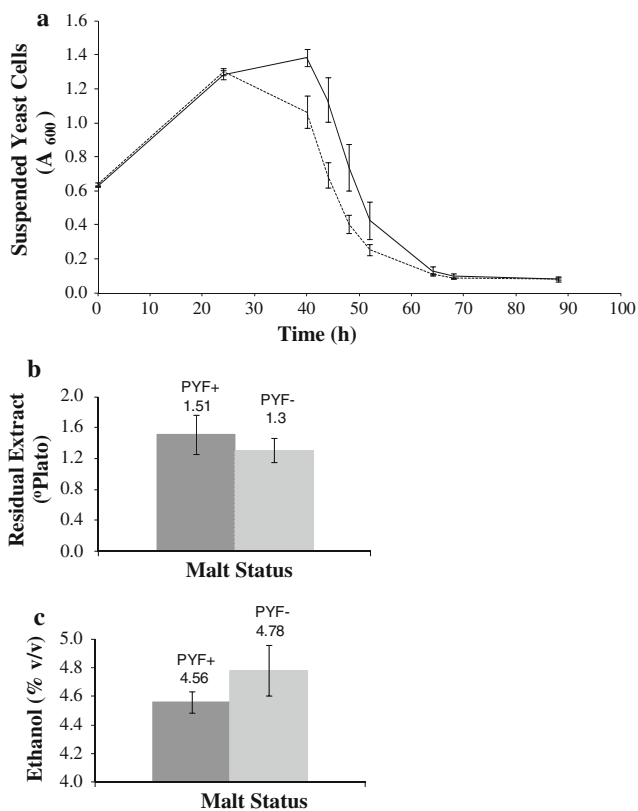 a
Suspended Yeast Cells
(A 600)
1.6
1.4
1.2
1.0
0.8
0.6
0.4
0.2
0.0
0 10 20 30 40 50 60 70 80 90 100
Time (h)
b
Residual Extract
(ºPlato)
2.0
1.6
1.2
0.8
0.4
0.0
PYF+
1.51
PYF-
1.3
Malt Status
c
Ethanol (% v/v)
5.0
4.8
4.6
4.4
4.2
4.0
PYF+
4.56
PYF-
4.78
Malt Status